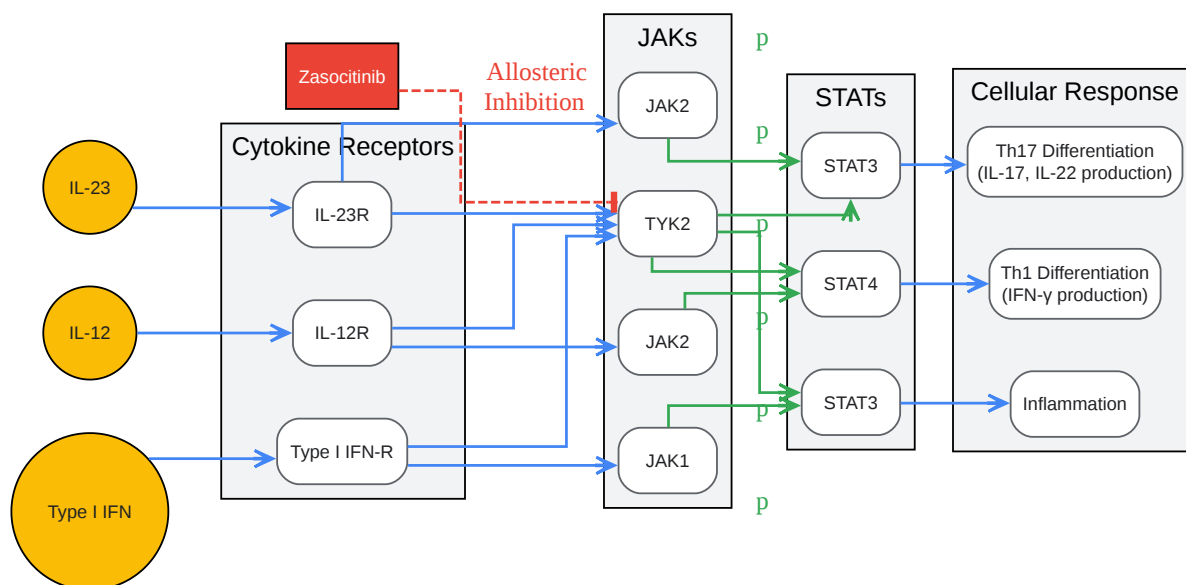 JAKs
p
Zasocitinib
Allosteric
Inhibition
JAK2
STATs
Cellular Response
p
Cytokine Receptors
STAT3
Th17 Differentiation
(IL-17, IL-22 production)
IL-23
IL-23R
TYK2
p
STAT4
Th1 Differentiation
(IFN-γ production)
p
IL-12
IL-12R
JAK2
STAT3
Inflammation
p
Type I IFN-R
JAK1
p
Type I IFN